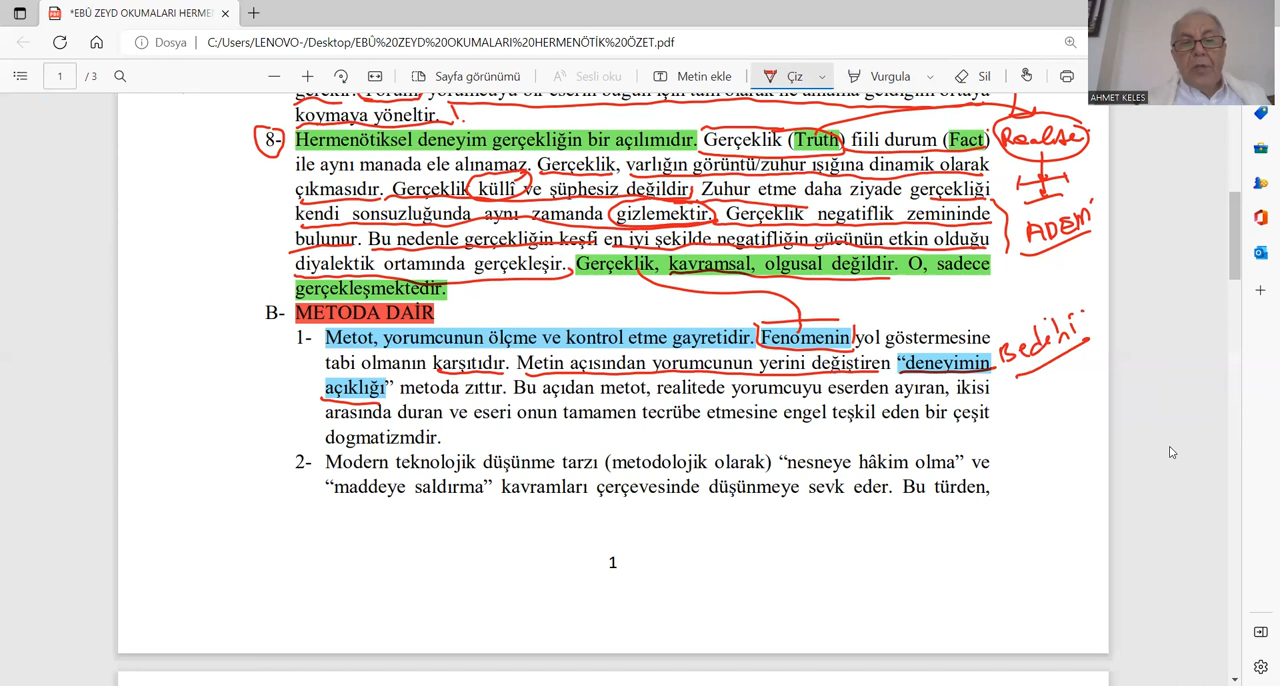 *EBÛ ZEYD OKUMALARI HERMEN
Dosya C:/Users/LENOVO-/Desktop/EBÛ%20ZEYD%20OKUMALARI%20HERMENÖTİK%20ÖZET.pdf
1 / 3 Sayfa görünümü Sesli oku Metin ekle Çiz Vurgula Sil
AHMET KELES
koymaya yöneltir.
8- Hermenötiksel deneyim gerçekliğin bir açılımıdır. Gerçeklik (Truth) fiili durum (Fact)
ile aynı manada ele alınamaz. Gerçeklik, varlığın görüntü/zuhur ışığına dinamik olarak
çıkmasıdır. Gerçeklik küllî ve şüphesiz değildir. Zuhur etme daha ziyade gerçekliği
kendi sonsuzluğunda aynı zamanda gizlemektir. Gerçeklik negatiflik zemininde
ADEM
bulunur. Bu nedenle gerçekliğin keşfi en iyi şekilde negatifliğin gücünün etkin olduğu
diyalektik ortamında gerçekleşir. Gerçeklik, kavramsal, olgusal değildir. O, sadece
gerçekleşmektedir.
B- METODA DAİR
1- Metot, yorumcunun ölçme ve kontrol etme gayretidir. Fenomenin yol göstermesine
Bedihi
tabi olmanın karşıtıdır. Metin açısından yorumcunun yerini değiştiren “deneyimin
açıklığı” metoda zıttır. Bu açıdan metot, realitede yorumcuyu eserden ayıran, ikisi
arasında duran ve eseri onun tamamen tecrübe etmesine engel teşkil eden bir çeşit
dogmatizmdir.
2- Modern teknolojik düşünme tarzı (metodolojik olarak) “nesneye hâkim olma” ve
“maddeye saldırma” kavramları çerçevesinde düşünmeye sevk eder. Bu türden,
1